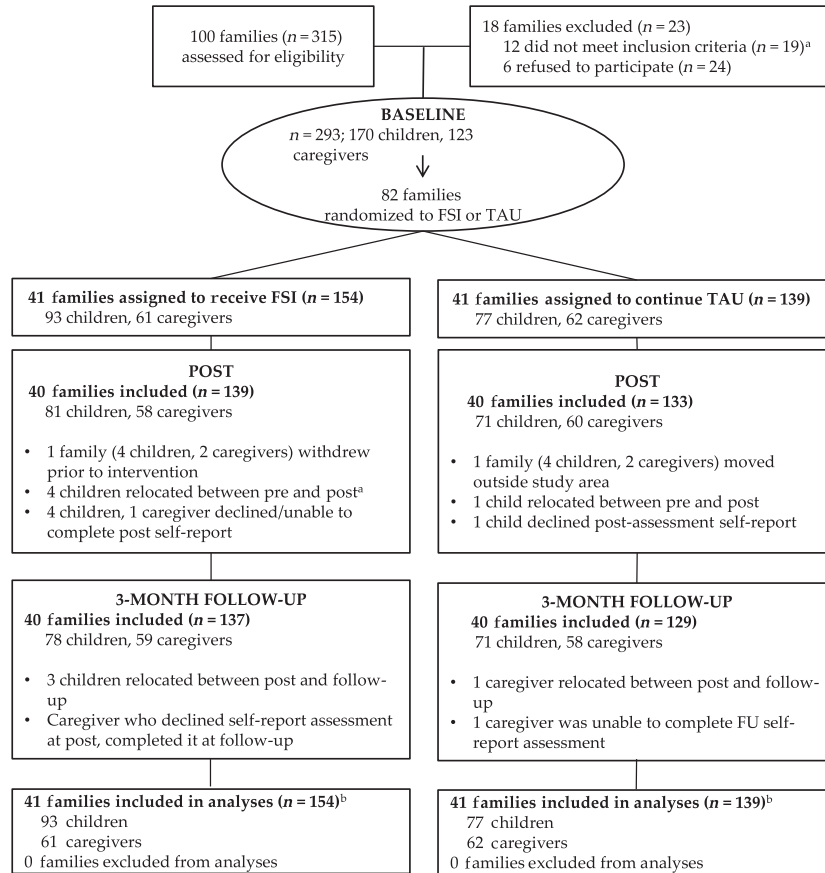 100 families (n = 315)
assessed for eligibility
18 families excluded (n = 23)
12 did not meet inclusion criteria (n = 19)a
6 refused to participate (n = 24)
BASELINE
n = 293; 170 children, 123
caregivers
82 families
randomized to FSI or TAU
41 families assigned to receive FSI (n = 154)
93 children, 61 caregivers
41 families assigned to continue TAU (n = 139)
77 children, 62 caregivers
POST
40 families included (n = 139)
81 children, 58 caregivers
• 1 family (4 children, 2 caregivers) withdrew
prior to intervention
• 4 children relocated between pre and posta
• 4 children, 1 caregiver declined/unable to
complete post self-report
POST
40 families included (n = 133)
71 children, 60 caregivers
• 1 family (4 children, 2 caregivers) moved
outside study area
• 1 child relocated between pre and post
• 1 child declined post-assessment self-report
3-MONTH FOLLOW-UP
40 families included (n = 137)
78 children, 59 caregivers
• 3 children relocated between post and follow-
up
• Caregiver who declined self-report assessment
at post, completed it at follow-up
3-MONTH FOLLOW-UP
40 families included (n = 129)
71 children, 58 caregivers
• 1 caregiver relocated between post and follow-
up
• 1 caregiver was unable to complete FU self-
report assessment
41 families included in analyses (n = 154)b
93 children
61 caregivers
0 families excluded from analyses
41 families included in analyses (n = 139)b
77 children
62 caregivers
0 families excluded from analyses